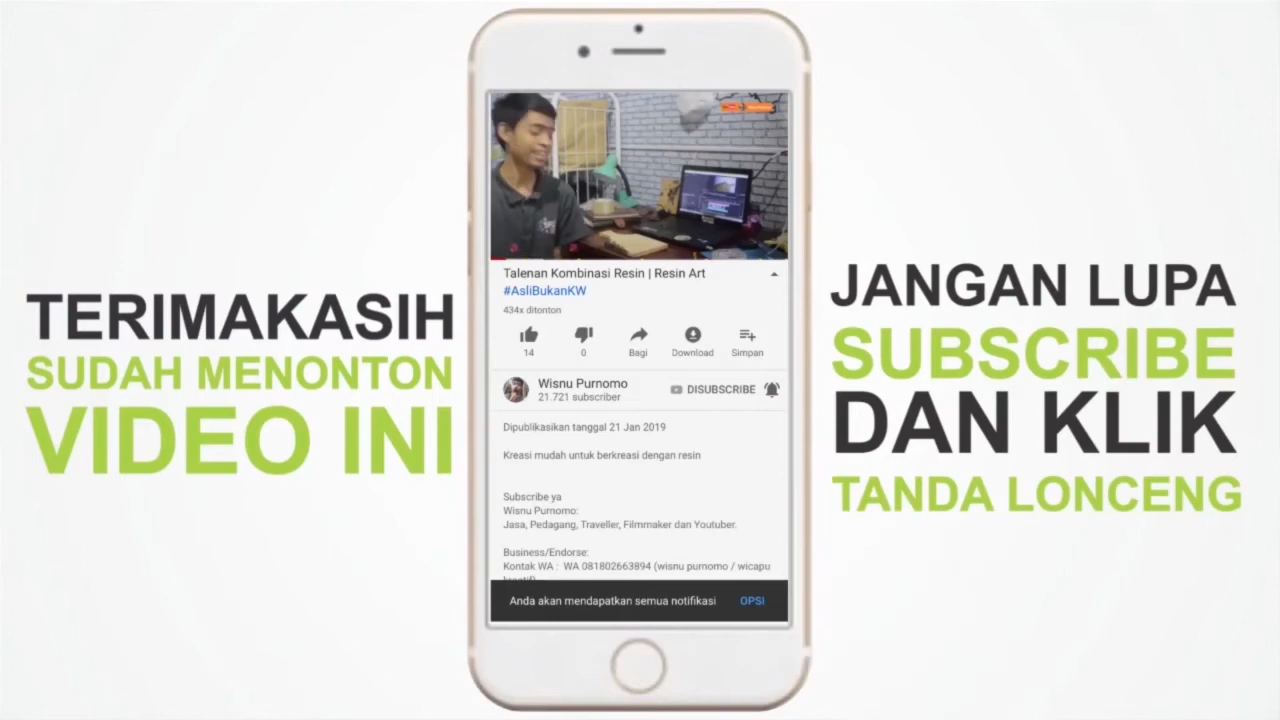 TERIMAKASIH
SUDAH MENONTON
VIDEO INI
Talenan Kombinasi Resin | Resin Art
#AsliBukanKW
434x ditonton
14
0
Bagi
Download
Simpan
Wisnu Purnomo
21.721 subscriber
DISUBSCRIBE
Dipublikasikan tanggal 21 Jan 2019
Kreasi mudah untuk berkreasi dengan resin
Subscribe ya
Wisnu Purnomo:
Jasa, Pedagang, Traveller, Filmmaker dan Youtuber.
Business/Endorse:
Kontak WA : WA 081802663894 (wisnu purnomo / wicapu
kreatif)
Anda akan mendapatkan semua notifikasi
OPSI
JANGAN LUPA
SUBSCRIBE
DAN KLIK
TANDA LONCENG